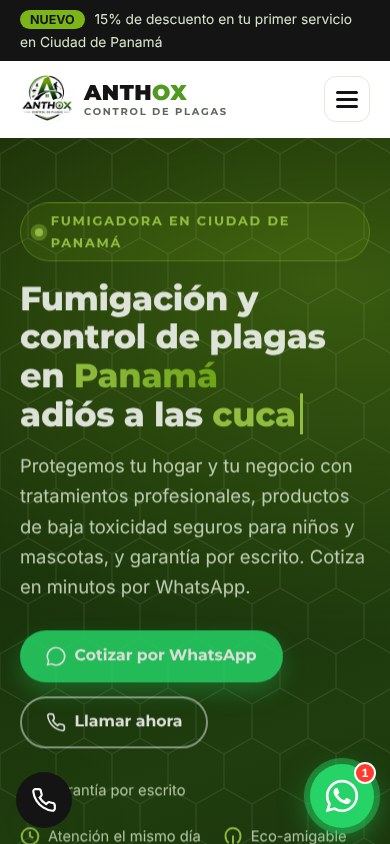 NUEVO 15% de descuento en tu primer servicio
en Ciudad de Panamá
ANTHOX
ANTHOX
CONTROL DE PLAGAS
FUMIGADORA EN CIUDAD DE
PANAMÁ
Fumigación y
control de plagas
en Panamá
adiós a las cuca
Protegemos tu hogar y tu negocio con
tratamientos profesionales, productos
de baja toxicidad seguros para niños y
mascotas, y garantía por escrito. Cotiza
en minutos por WhatsApp.
Cotizar por WhatsApp
Llamar ahora
rantía por escrito
1
Atención el mismo día
Eco-amigable